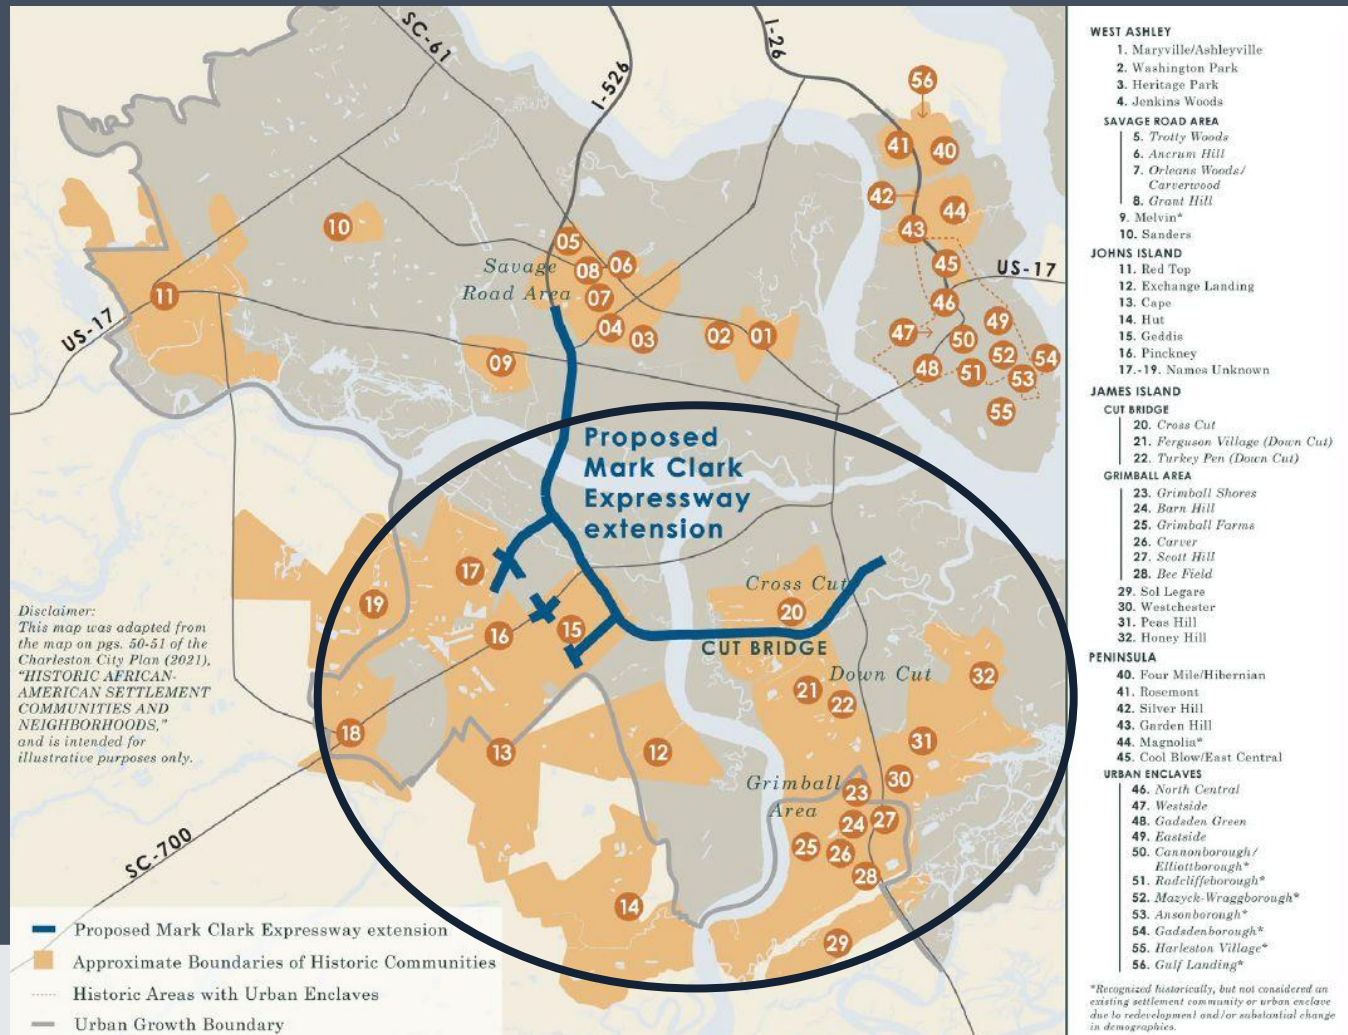 SC-61
I-526
I-26
56
41
40
42
44
43
10
05
Savage
Road Area
08
06
07
04
03
02
01
45
US-17
46
11
US-17
49
47
50
52
54
48
51
53
55
09
Proposed
Mark Clark
Expressway
extension
17
19
16
15
Cross Cut
20
CUT BRIDGE
Down Cut
21
22
32
18
13
12
31
30
Grimball
Area
23
24
27
25
26
28
14
29
SC-700
Disclaimer:
This map was adapted from
the map on pgs. 50-51 of the
Charleston City Plan (2021),
"HISTORIC AFRICAN-
AMERICAN SETTLEMENT
COMMUNITIES AND
NEIGHBORHOODS,"
and is intended for
illustrative purposes only.
Proposed Mark Clark Expressway extension
Approximate Boundaries of Historic Communities
Historic Areas with Urban Enclaves
Urban Growth Boundary
WEST ASHLEY
1. Maryville/Ashleyville
2. Washington Park
3. Heritage Park
4. Jenkins Woods
SAVAGE ROAD AREA
5. Trotty Woods
6. Ancrum Hill
7. Orleans Woods/
Carverwood
8. Grant Hill
9. Melvin*
10. Sanders
JOHNS ISLAND
11. Red Top
12. Exchange Landing
13. Cape
14. Hut
15. Geddis
16. Pinckney
17.-19. Names Unknown
JAMES ISLAND
CUT BRIDGE
20. Cross Cut
21. Ferguson Village (Down Cut)
22. Turkey Pen (Down Cut)
GRIMBALL AREA
23. Grimball Shores
24. Barn Hill
25. Grimball Farms
26. Carver
27. Scott Hill
28. Bee Field
29. Sol Legare
30. Westchester
31. Peas Hill
32. Honey Hill
PENINSULA
40. Four Mile/Hibernian
41. Rosemont
42. Silver Hill
43. Garden Hill
44. Magnolia*
45. Cool Blow/East Central
URBAN ENCLAVES
46. North Central
47. Westside
48. Gadsden Green
49. Eastside
50. Cannonborough/
Elliottborough*
51. Radcliffeborough*
52. Mazyck-Wraggborough*
53. Ansonborough*
54. Gadsdenborough*
55. Harleston Village*
56. Gulf Landing*
*Recognized historically, but not considered an
existing settlement community or urban enclave
due to redevelopment and/or substantial change
in demographics.